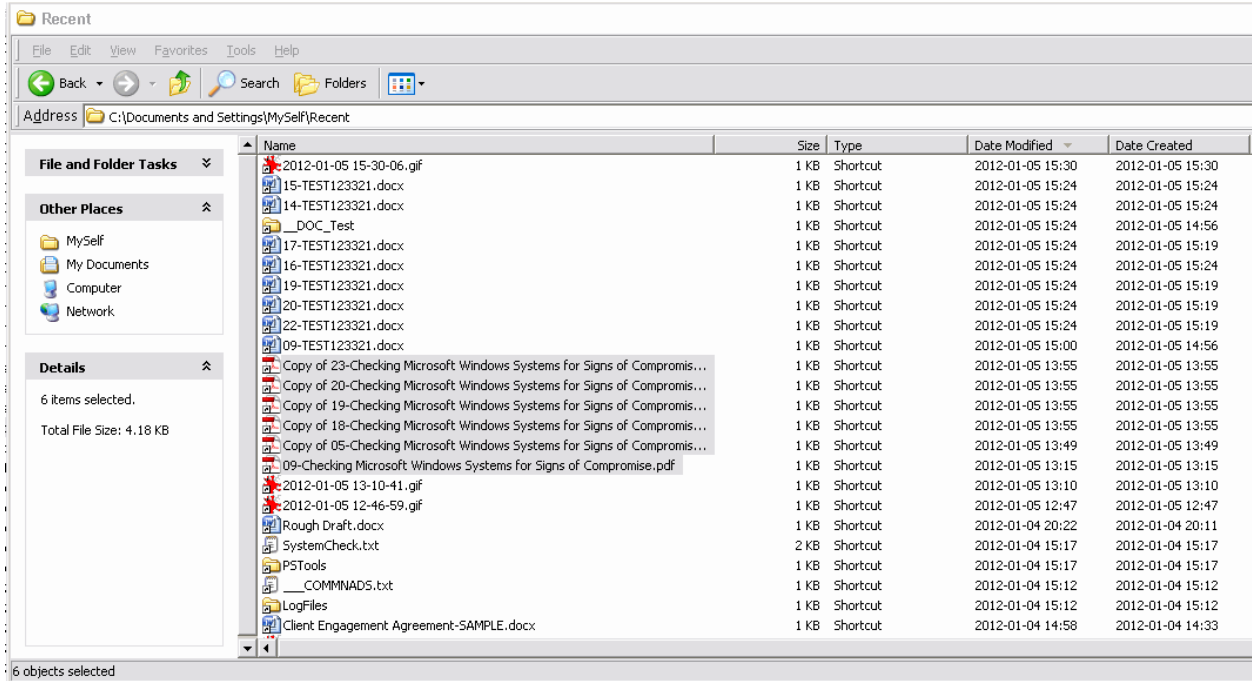 Recent
File Edit View Favorites Tools Help
Back Search Folders
Address C:\Documents and Settings\MySelf\Recent
File and Folder Tasks
Other Places
MySelf
My Documents
Computer
Network
Details
6 items selected.
Total File Size: 4.18 KB
Name Size Type Date Modified Date Created
2012-01-05 15-30-06.gif 1 KB Shortcut 2012-01-05 15:30 2012-01-05 15:30
15-TEST123321.docx 1 KB Shortcut 2012-01-05 15:24 2012-01-05 15:24
14-TEST123321.docx 1 KB Shortcut 2012-01-05 15:24 2012-01-05 15:24
__DOC_Test 1 KB Shortcut 2012-01-05 15:24 2012-01-05 14:56
17-TEST123321.docx 1 KB Shortcut 2012-01-05 15:24 2012-01-05 15:19
16-TEST123321.docx 1 KB Shortcut 2012-01-05 15:24 2012-01-05 15:24
19-TEST123321.docx 1 KB Shortcut 2012-01-05 15:24 2012-01-05 15:19
20-TEST123321.docx 1 KB Shortcut 2012-01-05 15:24 2012-01-05 15:19
22-TEST123321.docx 1 KB Shortcut 2012-01-05 15:24 2012-01-05 15:19
09-TEST123321.docx 1 KB Shortcut 2012-01-05 15:00 2012-01-05 14:56
Copy of 23-Checking Microsoft Windows Systems for Signs of Compromis... 1 KB Shortcut 2012-01-05 13:55 2012-01-05 13:55
Copy of 20-Checking Microsoft Windows Systems for Signs of Compromis... 1 KB Shortcut 2012-01-05 13:55 2012-01-05 13:55
Copy of 19-Checking Microsoft Windows Systems for Signs of Compromis... 1 KB Shortcut 2012-01-05 13:55 2012-01-05 13:55
Copy of 18-Checking Microsoft Windows Systems for Signs of Compromis... 1 KB Shortcut 2012-01-05 13:55 2012-01-05 13:55
Copy of 05-Checking Microsoft Windows Systems for Signs of Compromis... 1 KB Shortcut 2012-01-05 13:49 2012-01-05 13:49
09-Checking Microsoft Windows Systems for Signs of Compromise.pdf 1 KB Shortcut 2012-01-05 13:15 2012-01-05 13:15
2012-01-05 13-10-41.gif 1 KB Shortcut 2012-01-05 13:10 2012-01-05 13:10
2012-01-05 12-46-59.gif 1 KB Shortcut 2012-01-05 12:47 2012-01-05 12:47
Rough Draft.docx 1 KB Shortcut 2012-01-04 20:22 2012-01-04 20:11
SystemCheck.txt 2 KB Shortcut 2012-01-04 15:17 2012-01-04 15:17
PSTools 1 KB Shortcut 2012-01-04 15:17 2012-01-04 15:17
___COMMNADS.txt 1 KB Shortcut 2012-01-04 15:12 2012-01-04 15:12
LogFiles 1 KB Shortcut 2012-01-04 15:12 2012-01-04 15:12
Client Engagement Agreement-SAMPLE.docx 1 KB Shortcut 2012-01-04 14:58 2012-01-04 14:33
6 objects selected